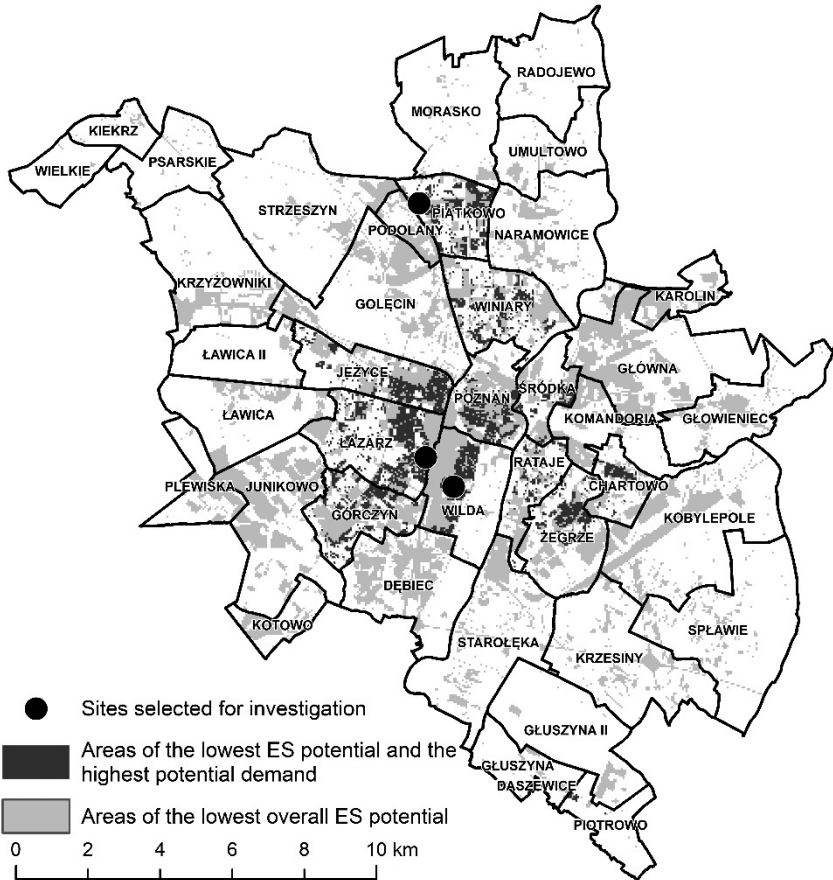 RADOJEWO
MORASKO
KIEKRZ
UMULTOWO
PSARSKIE
WIELKIE
STRZESZYN
PIĄTKOWO
PODOLANY
NARAMOWICE
KRZYŻOWNIKI
KAROLIN
GOLĘCIN
WINIARY
ŁAWICA II
JEŻYCE
GŁÓWNA
POZNAŃ
ŚRÓDKA
ŁAWICA
KOMANDORIA
GŁOWIENIEC
ŁAZARZ
RATAJE
PLEWISKA
JUNIKOWO
CHARTOWO
GÓRCZYN
WILDA
KOBYLEPOLE
ŻEGRZE
DĘBIEC
KOTOWO
SPŁAWIE
STAROŁĘKA
KRZESINY
Sites selected for investigation
GŁUSZYNA II
Areas of the lowest ES potential and the
highest potential demand
GŁUSZYNA
DASZEWICE
Areas of the lowest overall ES potential
PIOTROWO
0 2 4 6 8 10 km